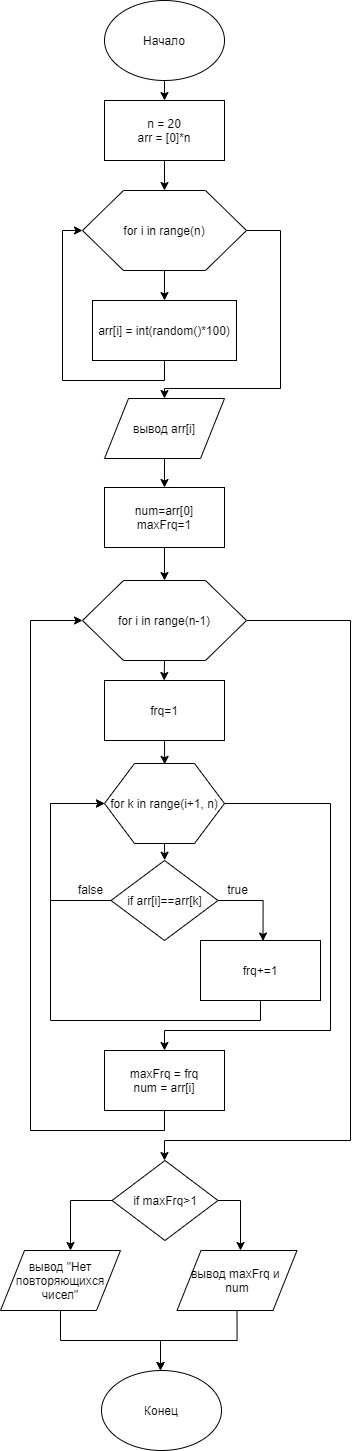 Начало
n = 20
arr = [0]*n
for i in range(n)
arr[i] = int(random()*100)
вывод arr[i]
num=arr[0]
maxFrq=1
for i in range(n-1)
frq=1
for k in range(i+1, n)
false
if arr[i]==arr[k]
true
frq+=1
maxFrq = frq
num = arr[i]
if maxFrq>1
вывод "Нет
повторяющихся
чисел"
вывод maxFrq и
num
Конец